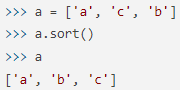 >>> a = ['a', 'c', 'b']
>>> a.sort()
>>> a
['a', 'b', 'c']